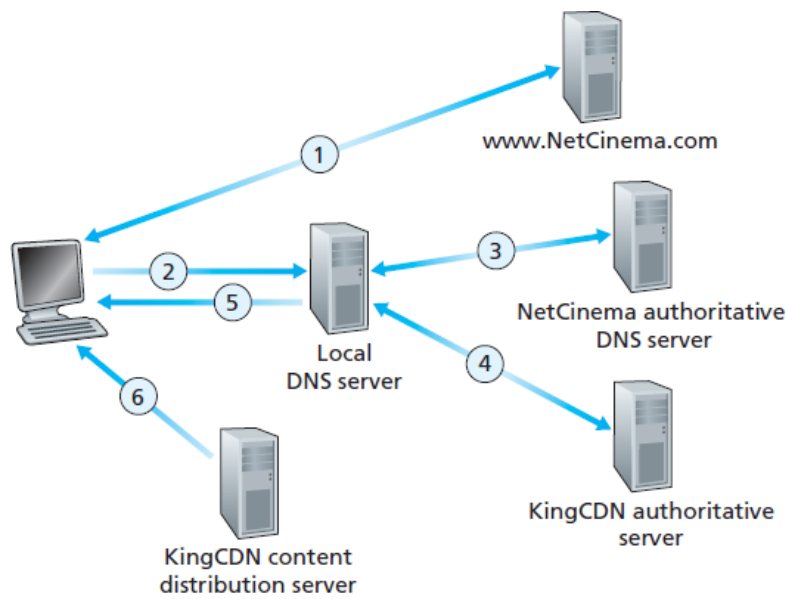 1
www.NetCinema.com
2
3
5
NetCinema authoritative
DNS server
Local
DNS server
4
6
KingCDN authoritative
server
KingCDN content
distribution server